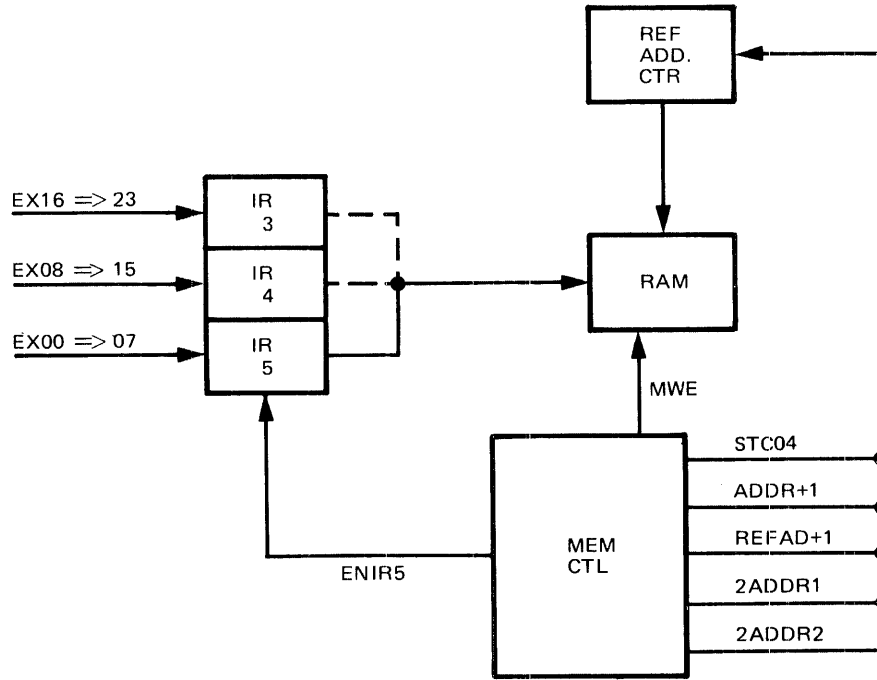 REF
ADD.
CTR
EX16 => 23
IR
3
EX08 => 15
IR
4
RAM
EX00 => 07
IR
5
MWE
STC04
ADDR+1
MEM
CTL
REFAD+1
ENIR5
2ADDR1
2ADDR2